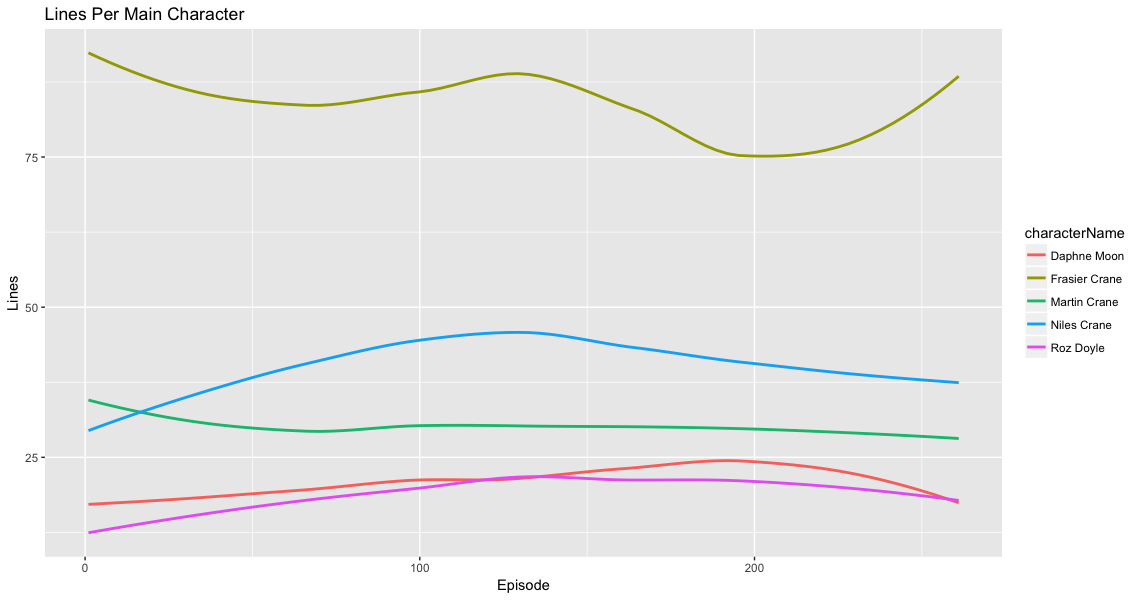 Lines Per Main Character
Lines
75
50
25
0
100
200
Episode
characterName
Daphne Moon
Frasier Crane
Martin Crane
Niles Crane
Roz Doyle